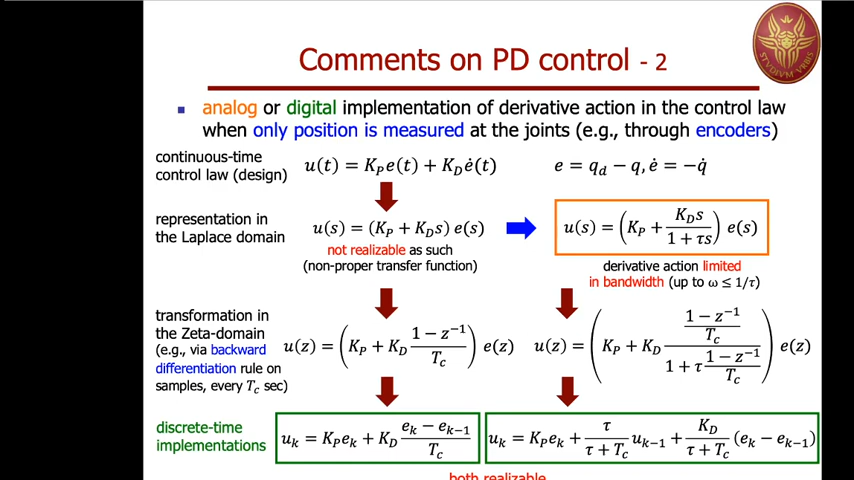 Comments on PD control - 2
STVDIVM VRBIS
▪ analog or digital implementation of derivative action in the control law
when only position is measured at the joints (e.g., through encoders)
continuous-time
control law (design)
u(t) = K_P e(t) + K_D ė(t)
e = q_d − q, ė = −q̇
representation in
the Laplace domain
u(s) = (K_P + K_D s) e(s)
not realizable as such
(non-proper transfer function)
u(s) = (K_P + K_D s / (1 + τs)) e(s)
derivative action limited
in bandwidth (up to ω ≤ 1/τ)
transformation in
the Zeta-domain
(e.g., via backward
differentiation rule on
samples, every T_c sec)
u(z) = (K_P + K_D (1 − z⁻¹) / T_c) e(z)
u(z) = (K_P + K_D ((1 − z⁻¹) / T_c) / (1 + τ (1 − z⁻¹) / T_c)) e(z)
discrete-time
implementations
u_k = K_P e_k + K_D (e_k − e_{k−1}) / T_c
u_k = K_P e_k + τ / (τ + T_c) u_{k−1} + K_D / (τ + T_c) (e_k − e_{k−1})
both realizable